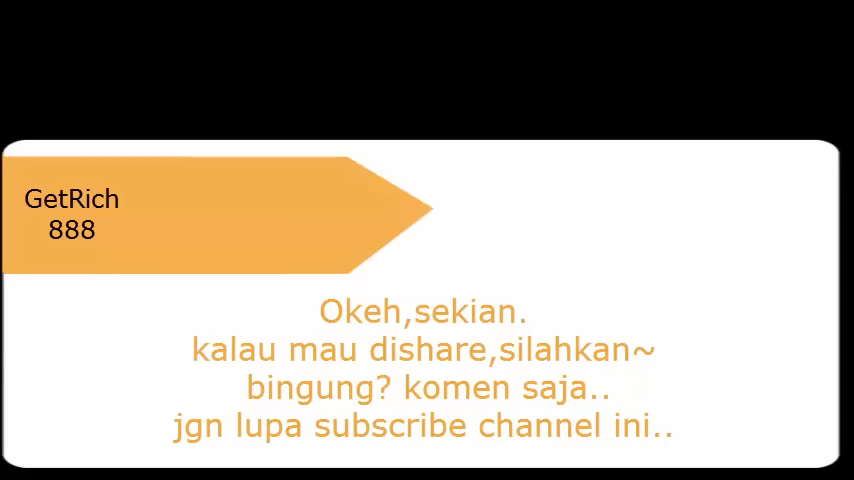 GetRich
888
Okeh,sekian.
kalau mau dishare,silahkan~
bingung? komen saja..
jgn lupa subscribe channel ini..